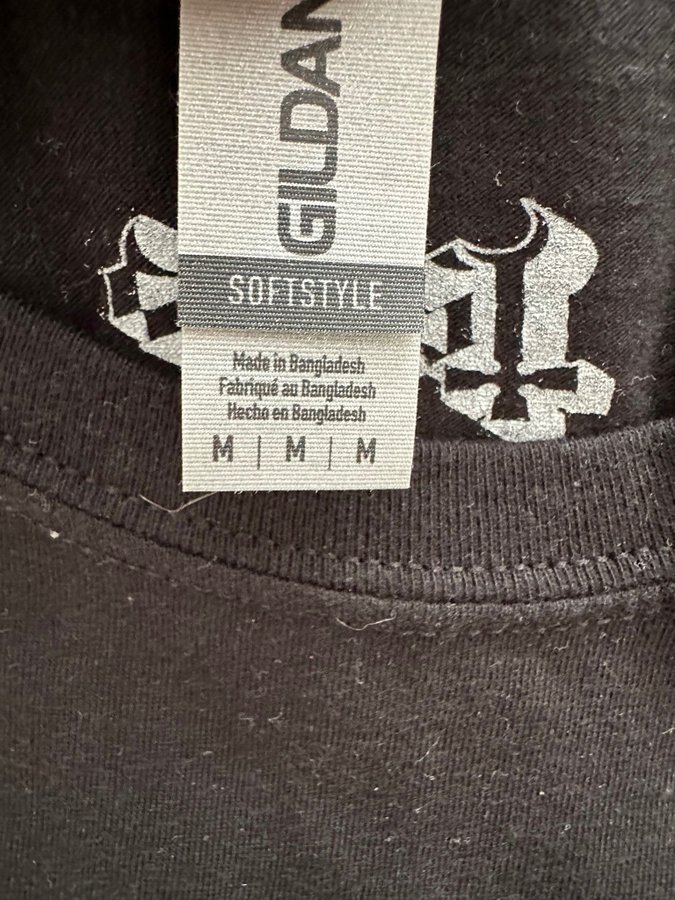 GILDAN
SOFTSTYLE
Made in Bangladesh
Fabriqué au Bangladesh
Hecho en Bangladesh
M | M | M